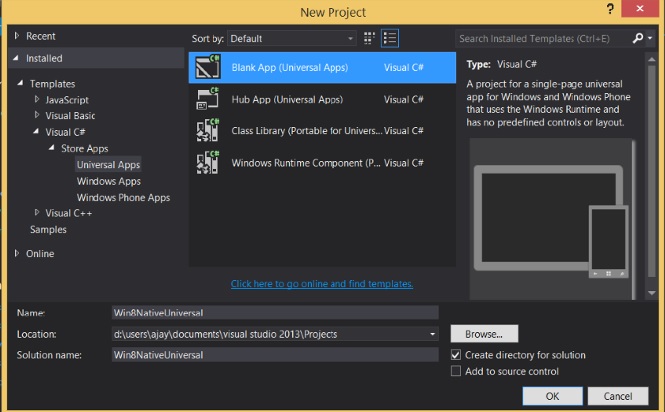 New Project
? ×
Recent
Installed
Templates
JavaScript
Visual Basic
Visual C#
Store Apps
Universal Apps
Windows Apps
Windows Phone Apps
Visual C++
Samples
Online
Sort by: Default
Search Installed Templates (Ctrl+E)
Blank App (Universal Apps) Visual C#
Hub App (Universal Apps) Visual C#
Class Library (Portable for Univers... Visual C#
Windows Runtime Component (P... Visual C#
Click here to go online and find templates.
Type: Visual C#
A project for a single-page universal
app for Windows and Windows Phone
that uses the Windows Runtime and
has no predefined controls or layout.
Name: Win8NativeUniversal
Location: d:\users\ajay\documents\visual studio 2013\Projects
Browse...
Solution name: Win8NativeUniversal
Create directory for solution
Add to source control
OK Cancel